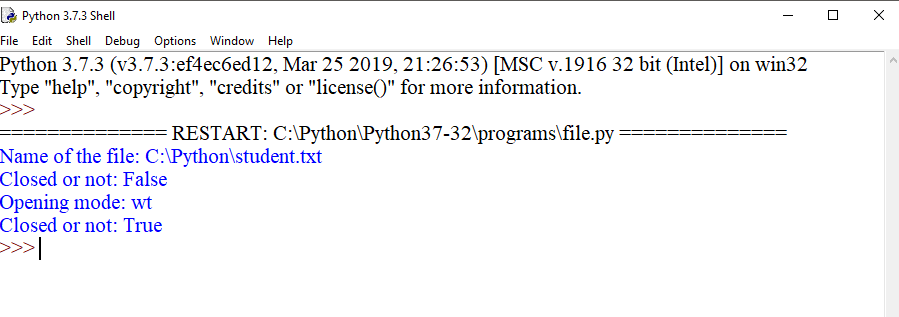 Python 3.7.3 Shell
File Edit Shell Debug Options Window Help
Python 3.7.3 (v3.7.3:ef4ec6ed12, Mar 25 2019, 21:26:53) [MSC v.1916 32 bit (Intel)] on win32
Type "help", "copyright", "credits" or "license()" for more information.
>>>
============== RESTART: C:\Python\Python37-32\programs\file.py ==============
Name of the file: C:\Python\student.txt
Closed or not: False
Opening mode: wt
Closed or not: True
>>>